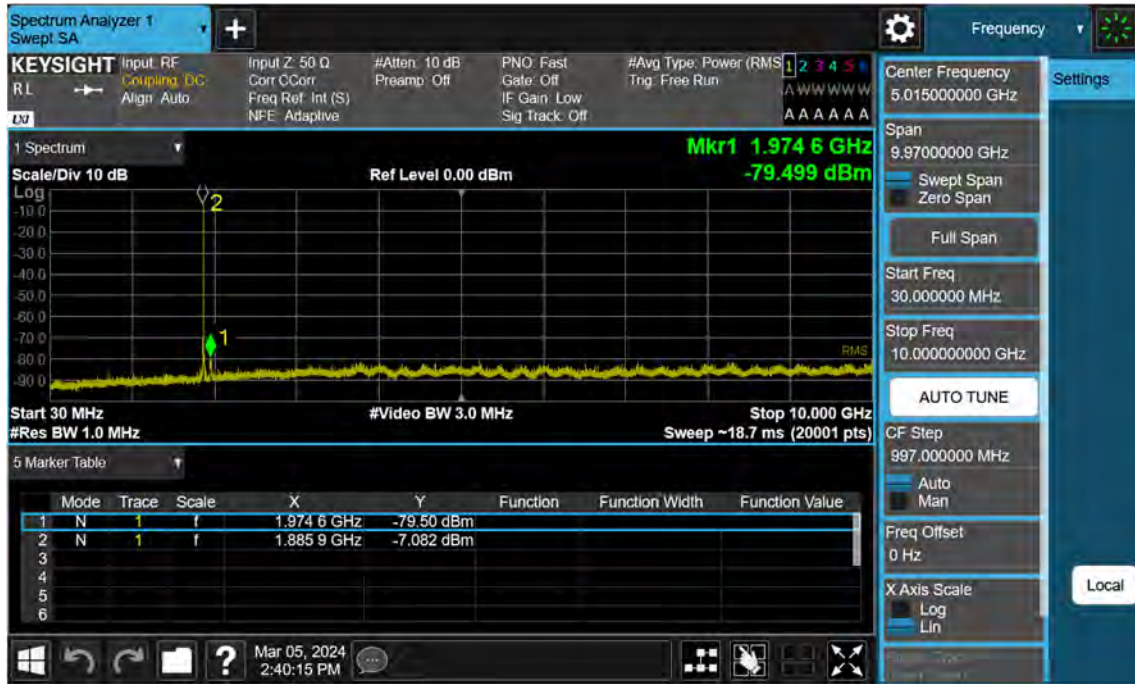 Spectrum Analyzer 1
Swept SA
+
Frequency
KEYSIGHT
RL
LXI
Input: RF
Coupling: DC
Align: Auto
Input Z: 50 Ω
Corr CCorr
Freq Ref: Int (S)
NFE: Adaptive
#Atten: 10 dB
Preamp: Off
PNO: Fast
Gate: Off
IF Gain: Low
Sig Track: Off
#Avg Type: Power (RMS
Trig: Free Run
1 2 3 4 5 6
A W W W W W
A A A A A A
Center Frequency
5.015000000 GHz
Settings
1 Spectrum
Mkr1 1.974 6 GHz
Scale/Div 10 dB
Ref Level 0.00 dBm
-79.499 dBm
Log
-10.0
-20.0
-30.0
-40.0
-50.0
-60.0
-70.0
-80.0
-90.0
2
1
RMS
Start 30 MHz
#Video BW 3.0 MHz
Stop 10.000 GHz
#Res BW 1.0 MHz
Sweep ~18.7 ms (20001 pts)
Span
9.97000000 GHz
Swept Span
Zero Span
Full Span
Start Freq
30.000000 MHz
Stop Freq
10.000000000 GHz
AUTO TUNE
CF Step
997.000000 MHz
Auto
Man
Freq Offset
0 Hz
X Axis Scale
Log
Lin
Local
5 Marker Table
Mode Trace Scale X Y Function Function Width Function Value
1 N 1 f 1.974 6 GHz -79.50 dBm
2 N 1 f 1.885 9 GHz -7.082 dBm
3
4
5
6
?
Mar 05, 2024
2:40:15 PM